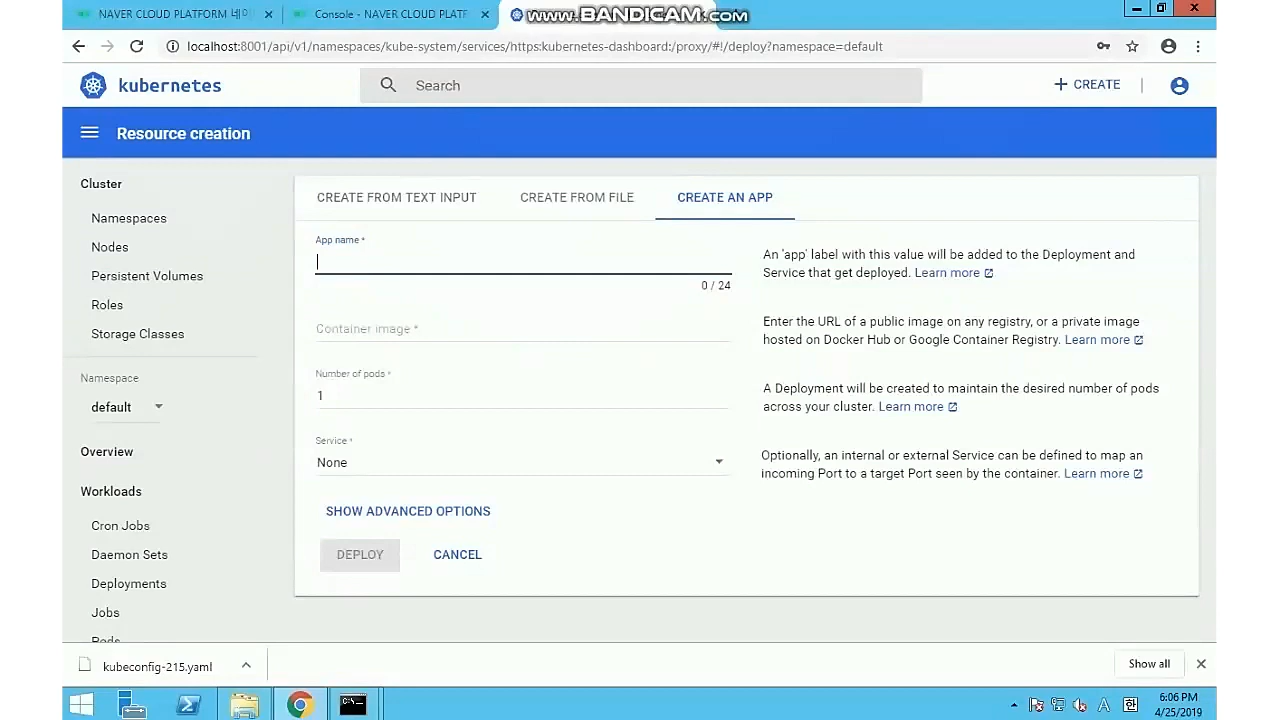 NAVER CLOUD PLATFORM 네이
Console - NAVER CLOUD PLATF
www.BANDICAM.com
localhost:8001/api/v1/namespaces/kube-system/services/https:kubernetes-dashboard:/proxy/#!/deploy?namespace=default
kubernetes
Search
+ CREATE
Resource creation
Cluster
Namespaces
Nodes
Persistent Volumes
Roles
Storage Classes
Namespace
default
Overview
Workloads
Cron Jobs
Daemon Sets
Deployments
Jobs
Pods
CREATE FROM TEXT INPUT
CREATE FROM FILE
CREATE AN APP
App name *
0 / 24
An 'app' label with this value will be added to the Deployment and
Service that get deployed. Learn more
Container image *
Enter the URL of a public image on any registry, or a private image
hosted on Docker Hub or Google Container Registry. Learn more
Number of pods *
1
A Deployment will be created to maintain the desired number of pods
across your cluster. Learn more
Service *
None
Optionally, an internal or external Service can be defined to map an
incoming Port to a target Port seen by the container. Learn more
SHOW ADVANCED OPTIONS
DEPLOY
CANCEL
kubeconfig-215.yaml
Show all
A
한
6:06 PM
4/25/2019